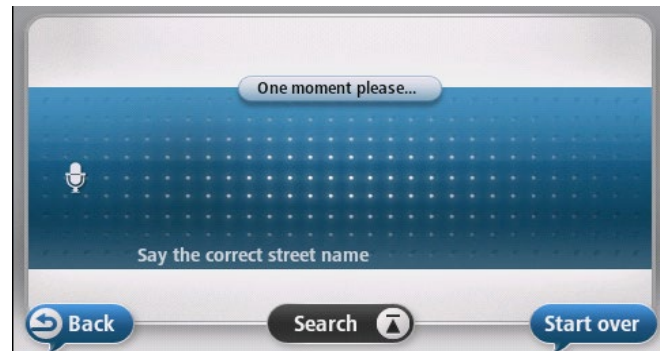 One moment please...
Say the correct street name
Back
Search
Start over